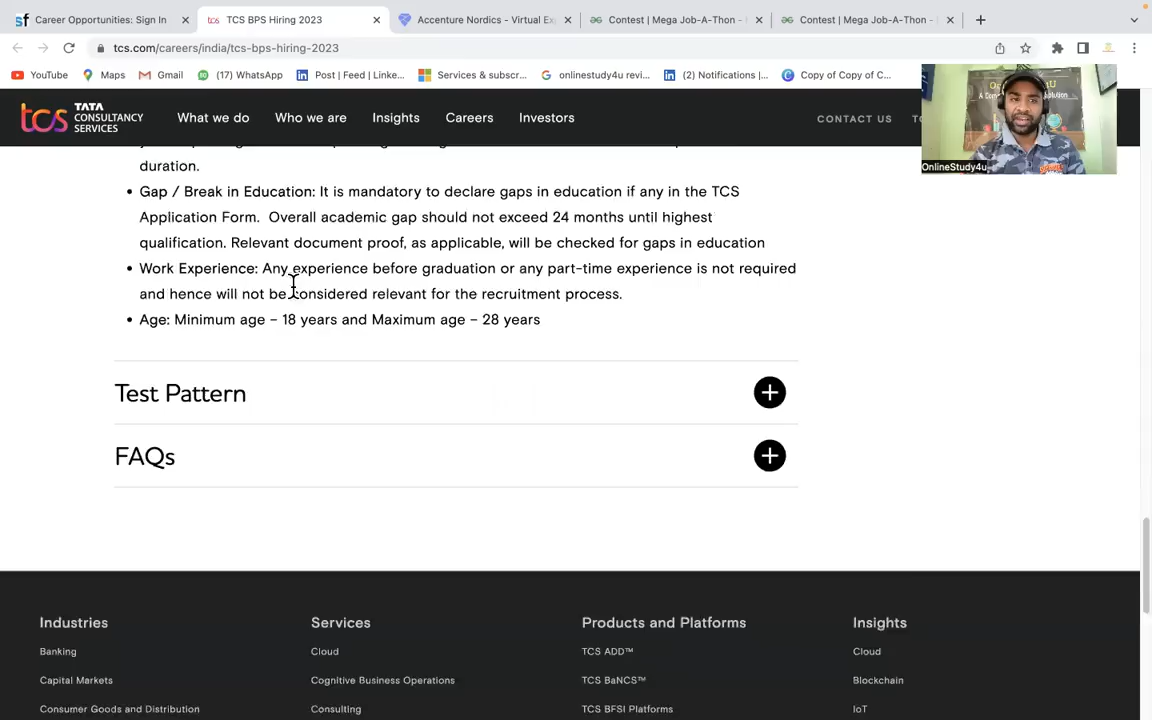 Career Opportunities: Sign In
TCS BPS Hiring 2023
Accenture Nordics - Virtual Ex
Contest | Mega Job-A-Thon -
Contest | Mega Job-A-Thon -
tcs.com/careers/india/tcs-bps-hiring-2023
YouTube
Maps
Gmail
(17) WhatsApp
Post | Feed | Linke...
Services & subscr...
onlinestudy4u revi...
(2) Notifications |...
Copy of Copy of C...
tcs TATA CONSULTANCY SERVICES
What we do
Who we are
Insights
Careers
Investors
CONTACT US
OnlineStudy4u
duration.
• Gap / Break in Education: It is mandatory to declare gaps in education if any in the TCS
Application Form. Overall academic gap should not exceed 24 months until highest
qualification. Relevant document proof, as applicable, will be checked for gaps in education
• Work Experience: Any experience before graduation or any part-time experience is not required
and hence will not be considered relevant for the recruitment process.
• Age: Minimum age – 18 years and Maximum age – 28 years
Test Pattern
FAQs
Industries
Services
Products and Platforms
Insights
Banking
Cloud
TCS ADD™
Cloud
Capital Markets
Cognitive Business Operations
TCS BaNCS™
Blockchain
Consumer Goods and Distribution
Consulting
TCS BFSI Platforms
IoT